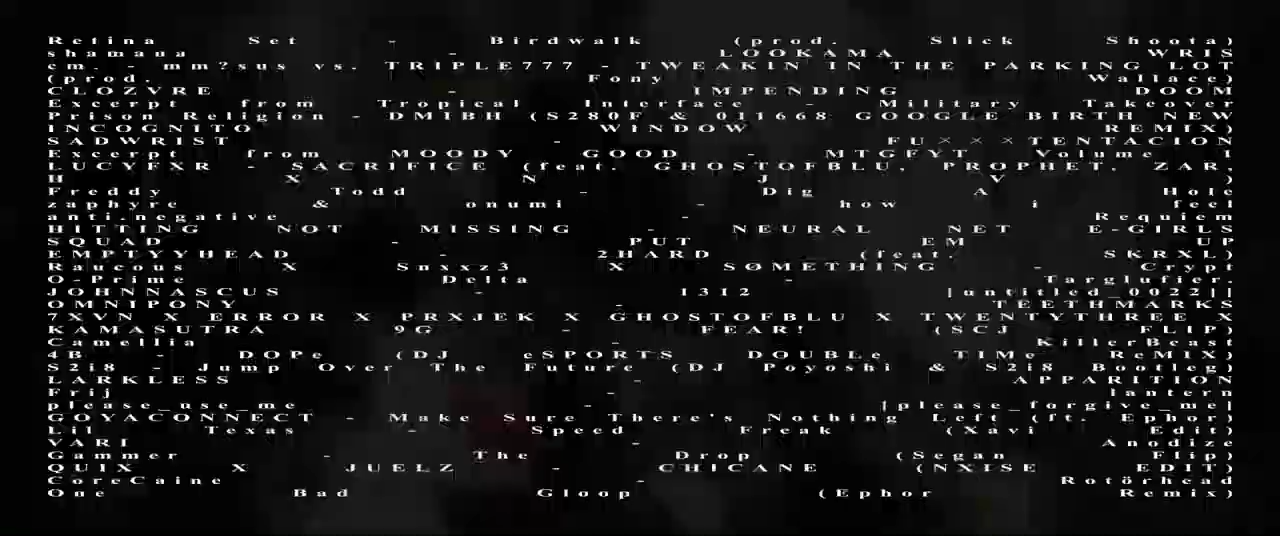 Retina Set - Birdwalk (prod. Slick Shoota)
shamana - LOOKAMA WRIS
em. - mm?sus vs. TRIPLE777 - TWEAKIN IN THE PARKING LOT
(prod. Fony Wallace)
CLOZVRE - IMPENDING DOOM
Excerpt from Tropical Interface - Military Takeover
Prison Religion - DMIBH (S280F & 011668 GOOGLE BIRTH NEW
INCOGNITO WINDOW REMIX)
SADWRIST - FU×××TENTACION
Excerpt from MOODY GOOD - MTGFYT Volume 1
LUCYFXR - SACRIFICE (feat. GHOSTOFBLU, PROPHET, ZAR,
H X N J V )
Freddy Todd - Dig A Hole
zaphyre & onumi - how i feel
anti.negative - Requiem
HITTING NOT MISSING - NEURAL NET E-GIRLS
SQUAD - PUT EM UP
EMPTYYHEAD - 2HARD (feat. SKRXL)
Raucous X Snxxz3 X SØMETHING - Crypt
O-Prime Delta - Targlufier.
JOHNNASCUS - 1312 [untitled_0022]]
OMNIPONY - TEETHMARKS
7XVN X ERROR X PRXJEK X GHOSTOFBLU X TWENTYTHREE X
KAMASUTRA 9G - FEAR! (SCJ FLIP)
Camellia - KillerBeast
4B - DOPe (DJ eSPORTS DOUBLe TIMe ReMIX)
S2i8 - Jump Over The Future (DJ Poyoshi & S2i8 Bootleg)
LARKLESS - APPARITION
Frij - lantern
please_use_me - [please_forgive_me]
GOYACONNECT - Make Sure There's Nothing Left (ft. Ephor)
Lil Texas - Speed Freak (Xavi Edit)
VARI - Anodize
Gammer - The Drop (Segan Flip)
QUIX X JUELZ - CHICANE (NXISE EDIT)
CoreCaine - Rotörhead
One Bad Gloop (Ephor Remix)